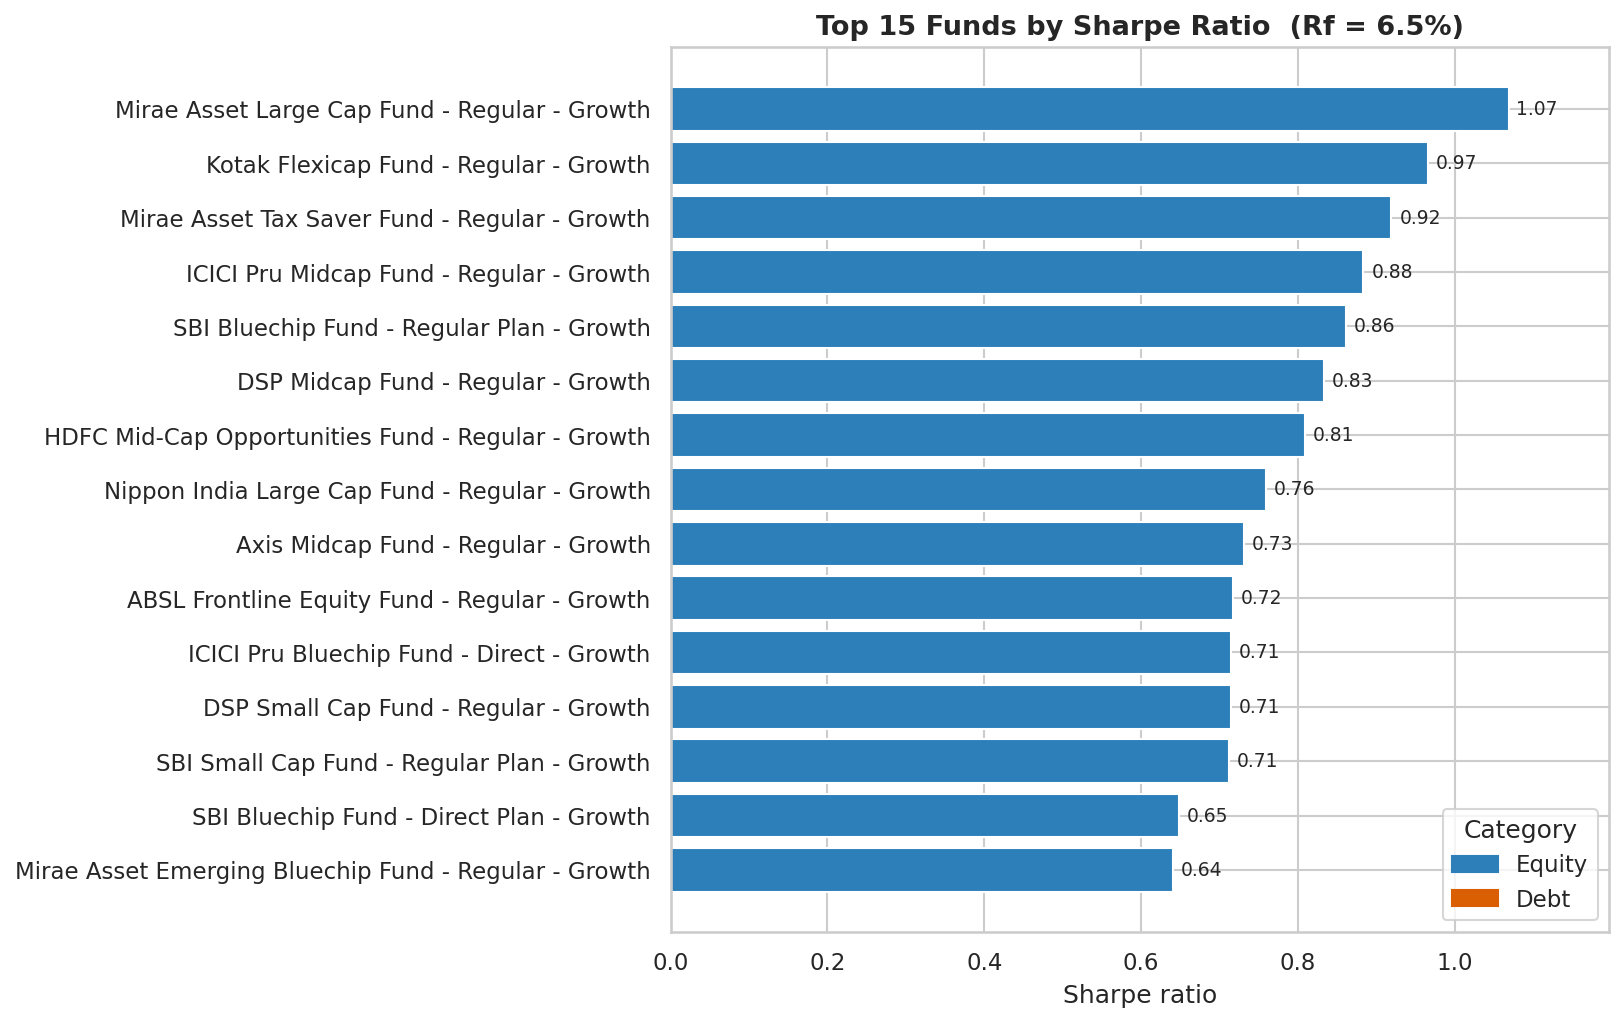 Top 15 Funds by Sharpe Ratio (Rf = 6.5%)
Mirae Asset Large Cap Fund - Regular - Growth 1.07
Kotak Flexicap Fund - Regular - Growth 0.97
Mirae Asset Tax Saver Fund - Regular - Growth 0.92
ICICI Pru Midcap Fund - Regular - Growth 0.88
SBI Bluechip Fund - Regular Plan - Growth 0.86
DSP Midcap Fund - Regular - Growth 0.83
HDFC Mid-Cap Opportunities Fund - Regular - Growth 0.81
Nippon India Large Cap Fund - Regular - Growth 0.76
Axis Midcap Fund - Regular - Growth 0.73
ABSL Frontline Equity Fund - Regular - Growth 0.72
ICICI Pru Bluechip Fund - Direct - Growth 0.71
DSP Small Cap Fund - Regular - Growth 0.71
SBI Small Cap Fund - Regular Plan - Growth 0.71
SBI Bluechip Fund - Direct Plan - Growth 0.65
Mirae Asset Emerging Bluechip Fund - Regular - Growth 0.64
Category
Equity
Debt
0.0 0.2 0.4 0.6 0.8 1.0
Sharpe ratio